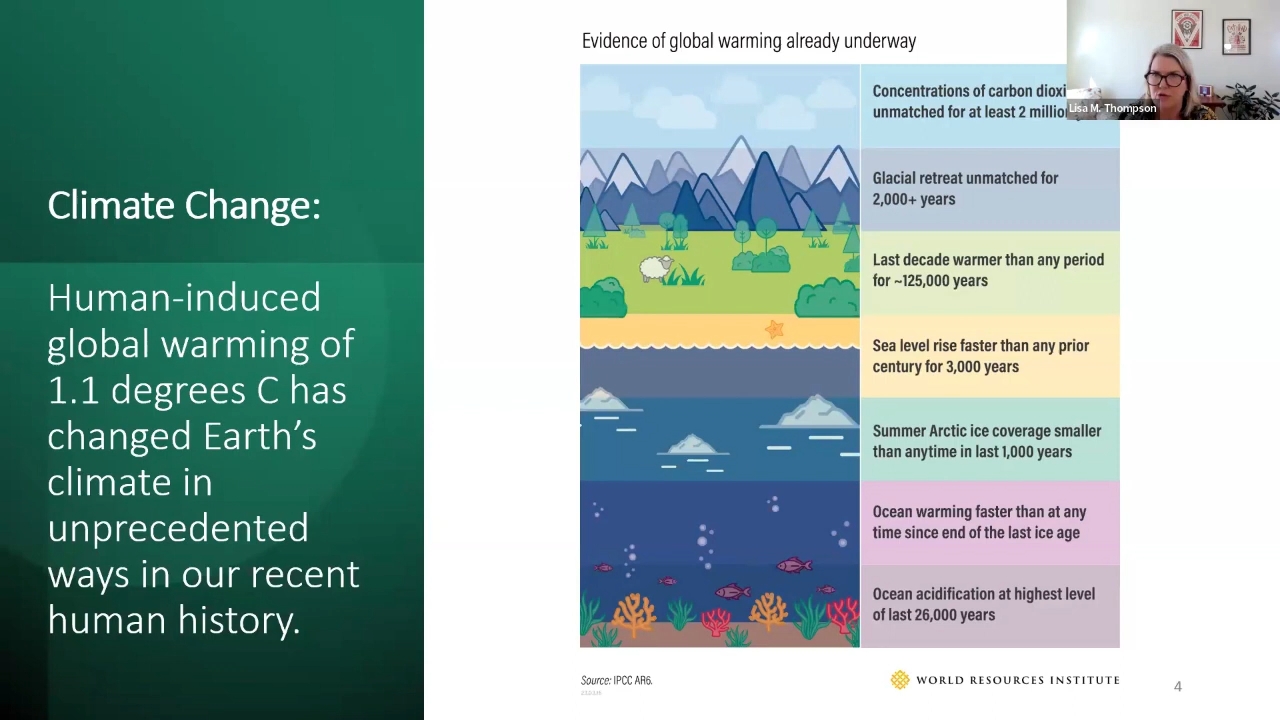 Climate Change:
Human-induced
global warming of
1.1 degrees C has
changed Earth’s
climate in
unprecedented
ways in our recent
human history.
Evidence of global warming already underway
Concentrations of carbon
unmatched for at least 2
Glacial retreat unmatched for
2,000+ years
Last decade warmer than any period
for ~125,000 years
Sea level rise faster than any prior
century for 3,000 years
Summer Arctic ice coverage smaller
than anytime in last 1,000 years
Ocean warming faster than at any
time since end of the last ice age
Ocean acidification at highest level
of last 26,000 years
Source: IPCC AR6.
WORLD RESOURCES INSTITUTE
4
Lisa M. Thompson